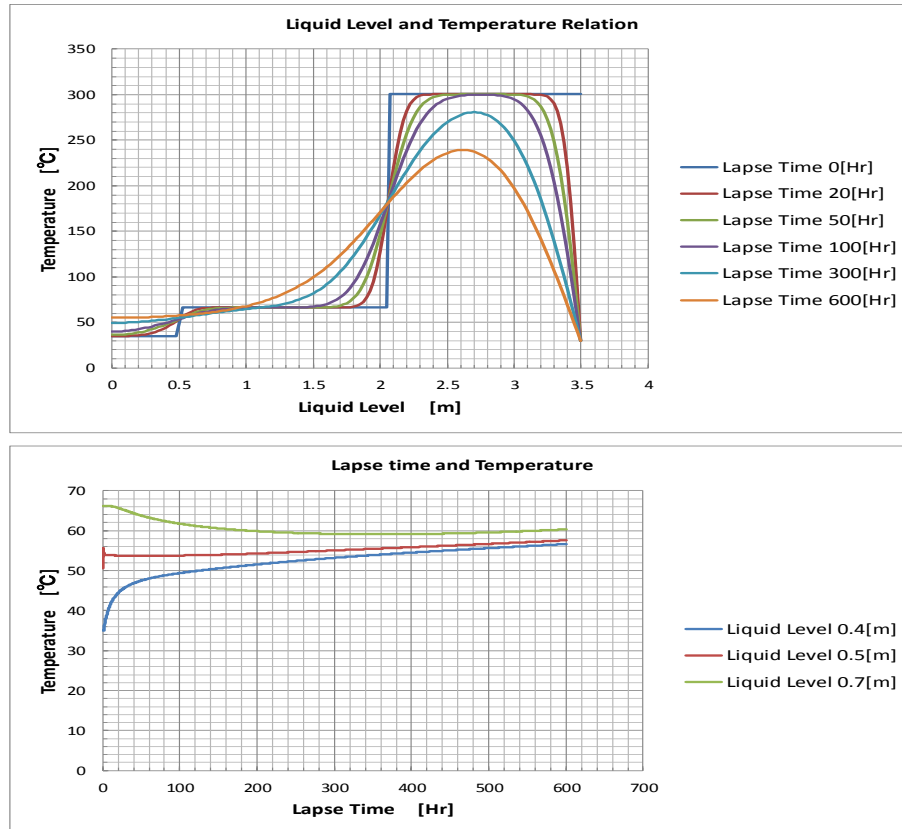 Liquid Level and Temperature Relation
350
300
250
200
150
100
50
0
Temperature [℃]
0 0.5 1 1.5 2 2.5 3 3.5 4
Liquid Level [m]
Lapse Time 0[Hr]
Lapse Time 20[Hr]
Lapse Time 50[Hr]
Lapse Time 100[Hr]
Lapse Time 300[Hr]
Lapse Time 600[Hr]
Lapse time and Temperature
70
60
50
40
30
20
10
0
Temperature [℃]
0 100 200 300 400 500 600 700
Lapse Time [Hr]
Liquid Level 0.4[m]
Liquid Level 0.5[m]
Liquid Level 0.7[m]